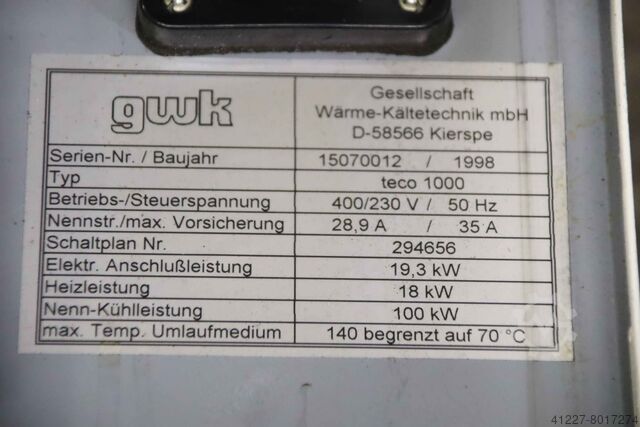 gwk
Gesellschaft
Wärme-Kältetechnik mbH
D-58566 Kierspe
Serien-Nr. / Baujahr 15070012 / 1998
Typ teco 1000
Betriebs-/Steuerspannung 400/230 V / 50 Hz
Nennstr./max. Vorsicherung 28,9 A / 35 A
Schaltplan Nr. 294656
Elektr. Anschlußleistung 19,3 kW
Heizleistung 18 kW
Nenn-Kühlleistung 100 kW
max. Temp. Umlaufmedium 140 begrenzt auf 70 °C
41227-8017274